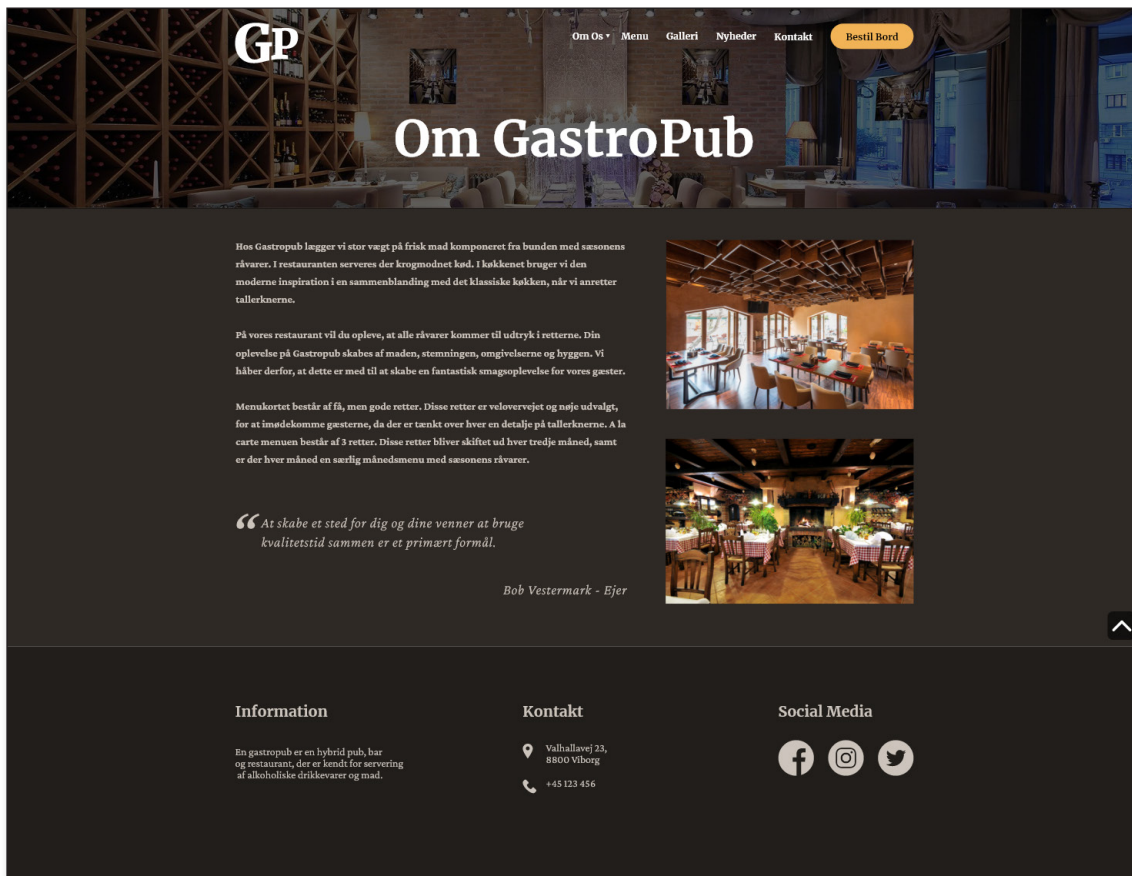 GP
Om Os
Menu
Galleri
Nyheder
Kontakt
Bestil Bord
Om GastroPub
Hos Gastropub lægger vi stor vægt på frisk mad komponeret fra bunden med sæsonens
råvarer. I restauranten serveres der krogmodnet kød. I køkkenet bruger vi den
moderne inspiration i en sammenblanding med det klassiske køkken, når vi anretter
tallerknerne.
På vores restaurant vil du opleve, at alle råvarer kommer til udtryk i retterne. Din
oplevelse på Gastropub skabes af maden, stemningen, omgivelserne og hyggen. Vi
håber derfor, at dette er med til at skabe en fantastisk smagsoplevelse for vores gæster.
Menukortet består af få, men gode retter. Disse retter er velovervejet og nøje udvalgt,
for at imødekomme gæsterne, da der er tænkt over hver en detalje på tallerknerne. A la
carte menuen består af 3 retter. Disse retter bliver skiftet ud hver tredje måned, samt
er der hver måned en særlig månedsmenu med sæsonens råvarer.
“ At skabe et sted for dig og dine venner at bruge
kvalitetstid sammen er et primært formål.
Bob Vestermark - Ejer
Information
En gastropub er en hybrid pub, bar
og restaurant, der er kendt for servering
af alkoholiske drikkevarer og mad.
Kontakt
Valhallavej 23,
8800 Viborg
+45 123 456
Social Media